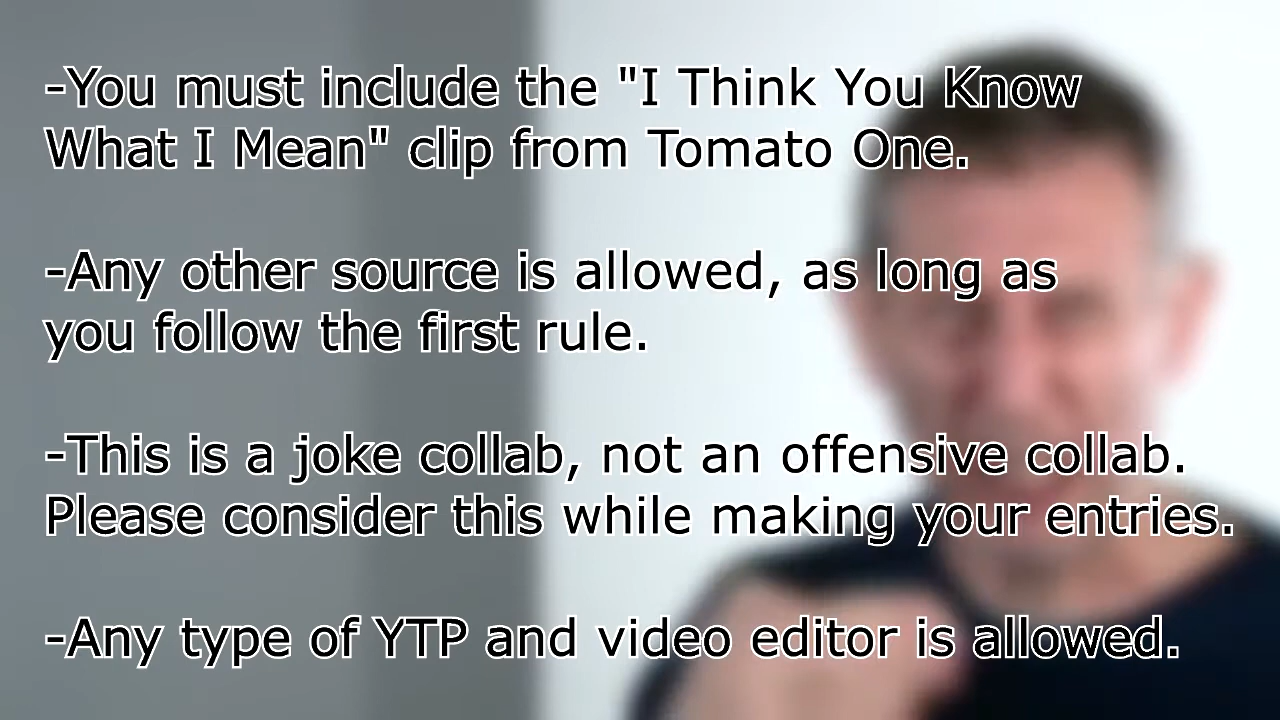 -You must include the "I Think You Know
What I Mean" clip from Tomato One.
-Any other source is allowed, as long as
you follow the first rule.
-This is a joke collab, not an offensive collab.
Please consider this while making your entries.
-Any type of YTP and video editor is allowed.